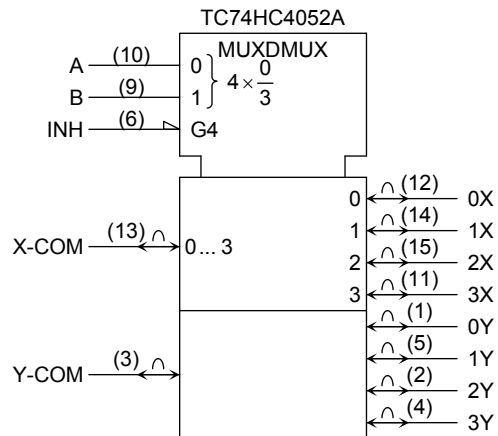 TC74HC4052A
MUXDMUX
A (10) 0
B (9) 1
4 × 0/3
INH (6) G4
X-COM (13) 0... 3
0 (12) 0X
1 (14) 1X
2 (15) 2X
3 (11) 3X
(1) 0Y
(5) 1Y
Y-COM (3)
(2) 2Y
(4) 3Y